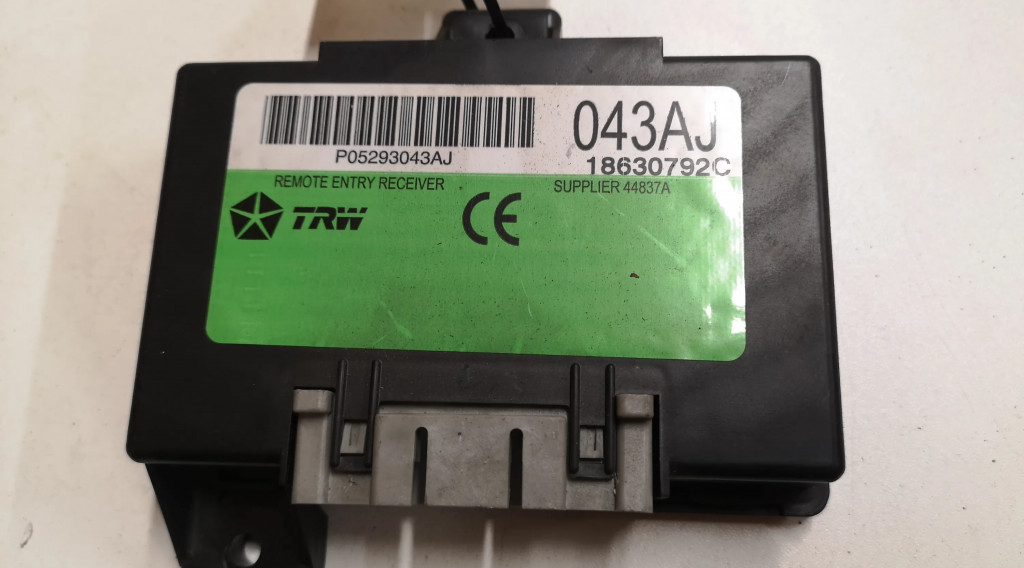 043AJ
P05293043AJ
18630792C
REMOTE ENTRY RECEIVER
SUPPLIER 44837A
TRW
CE